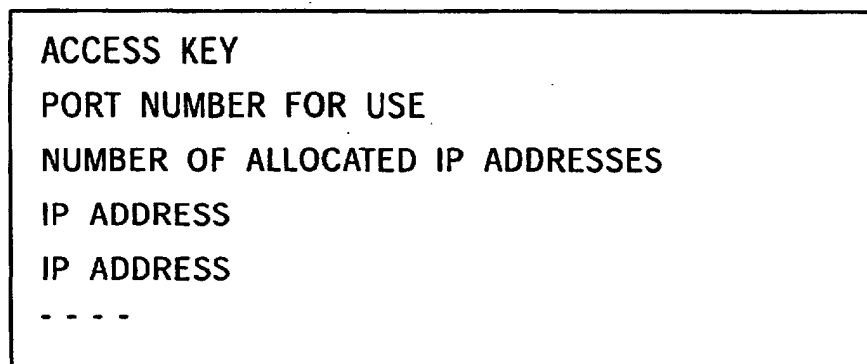 ACCESS KEY
PORT NUMBER FOR USE
NUMBER OF ALLOCATED IP ADDRESSES
IP ADDRESS
IP ADDRESS
- - - -